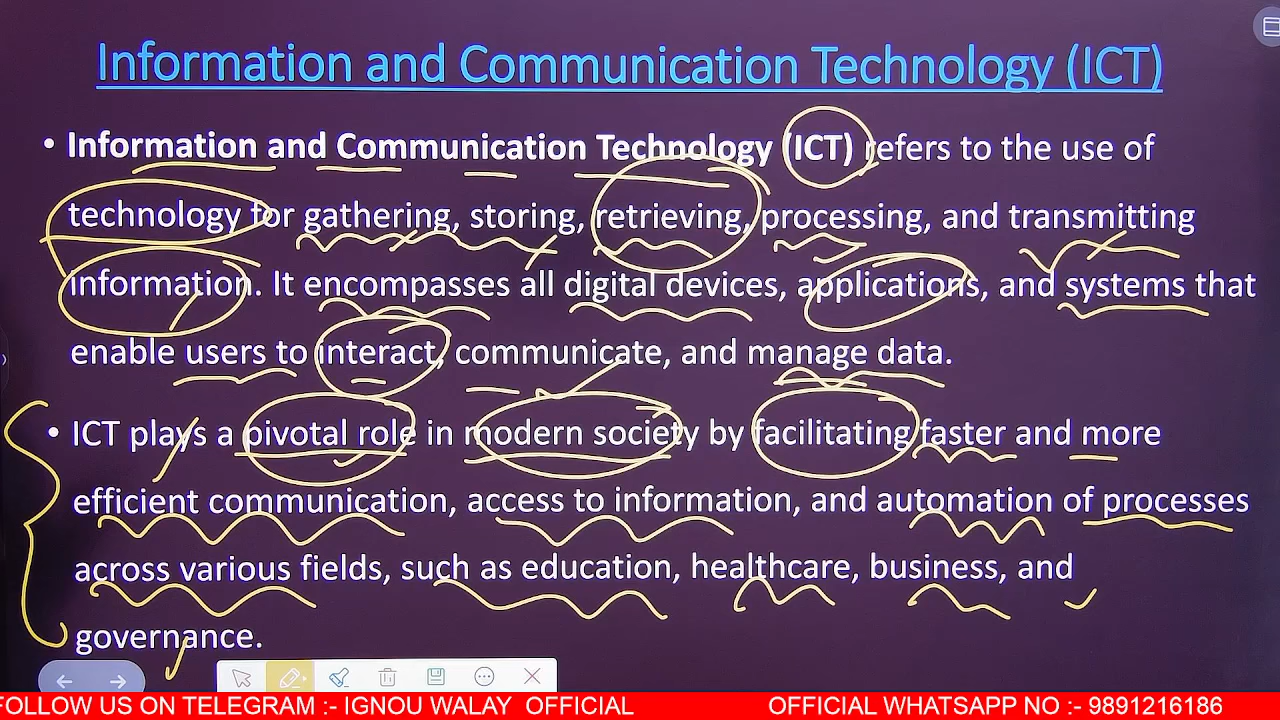 Information and Communication Technology (ICT)
• Information and Communication Technology (ICT) refers to the use of
technology for gathering, storing, retrieving, processing, and transmitting
information. It encompasses all digital devices, applications, and systems that
enable users to interact, communicate, and manage data.
• ICT plays a pivotal role in modern society by facilitating faster and more
efficient communication, access to information, and automation of processes
across various fields, such as education, healthcare, business, and
governance.
FOLLOW US ON TELEGRAM :- IGNOU WALAY OFFICIAL OFFICIAL WHATSAPP NO :- 9891216186